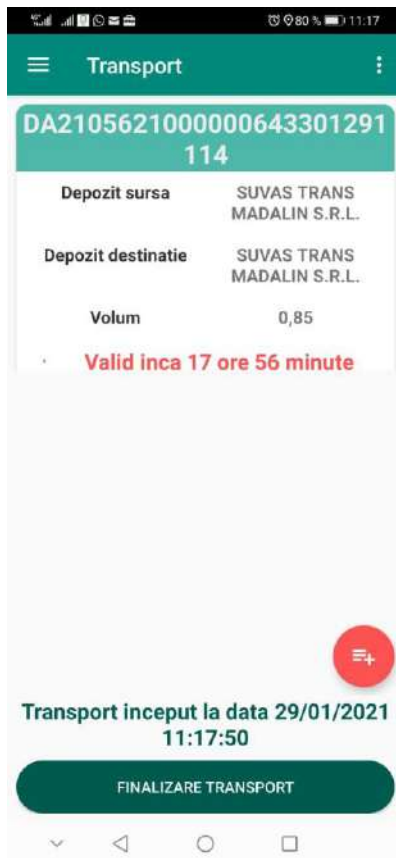 80 % 11:17
Transport
DA2105621000000643301291
114
Depozit sursa SUVAS TRANS
MADALIN S.R.L.
Depozit destinatie SUVAS TRANS
MADALIN S.R.L.
Volum 0,85
Valid inca 17 ore 56 minute
Transport inceput la data 29/01/2021
11:17:50
FINALIZARE TRANSPORT